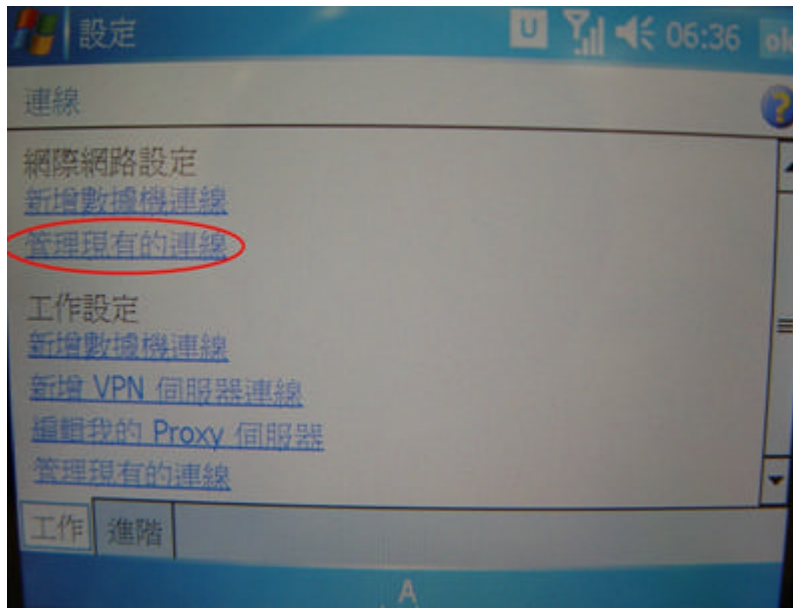 設定 U 06:36 ok
連線
網際網路設定
新增數據機連線
管理現有的連線
工作設定
新增數據機連線
新增 VPN 伺服器連線
編輯我的 Proxy 伺服器
管理現有的連線
工作 進階
A